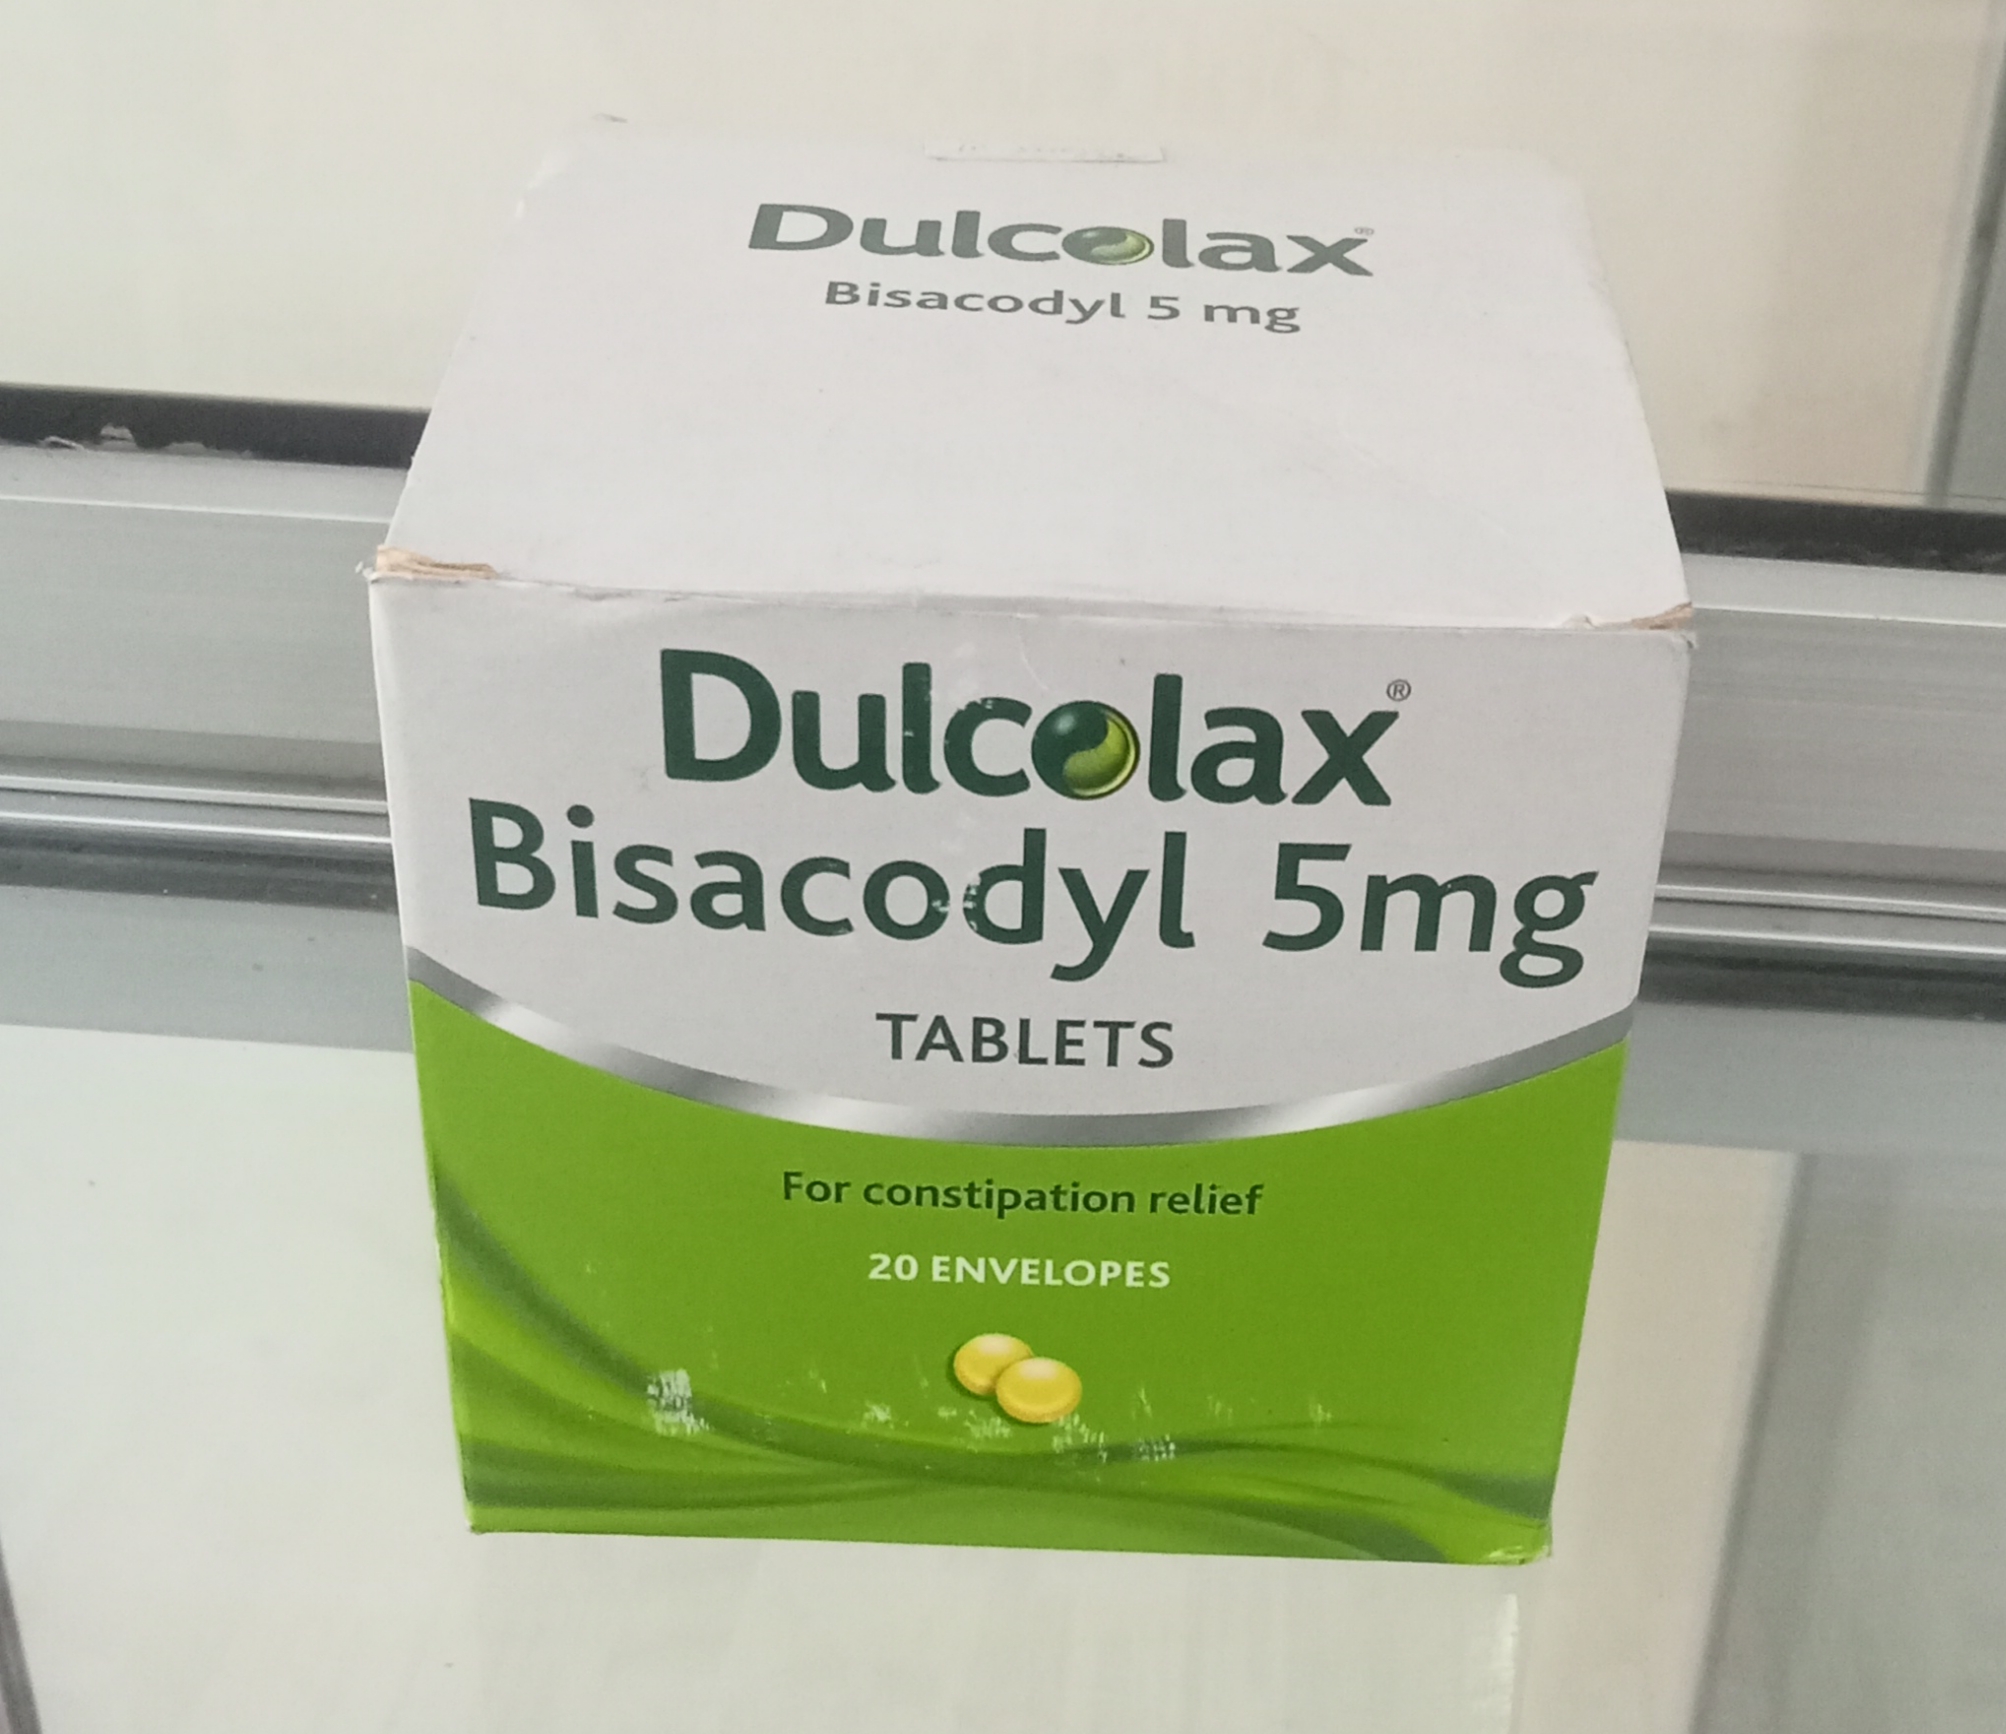 Dulcolax®
Bisacodyl 5 mg
Dulcolax®
Bisacodyl 5mg
TABLETS
For constipation relief
20 ENVELOPES